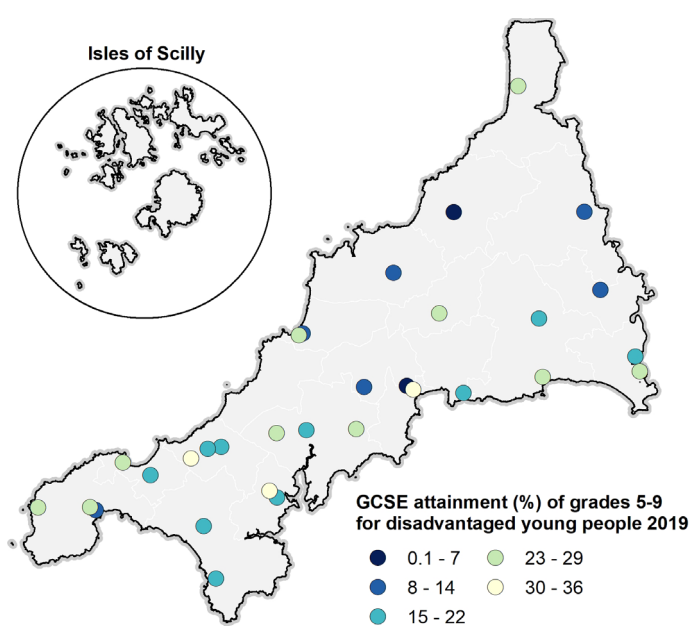 Isles of Scilly
GCSE attainment (%) of grades 5-9
for disadvantaged young people 2019
0.1 - 7
23 - 29
8 - 14
30 - 36
15 - 22